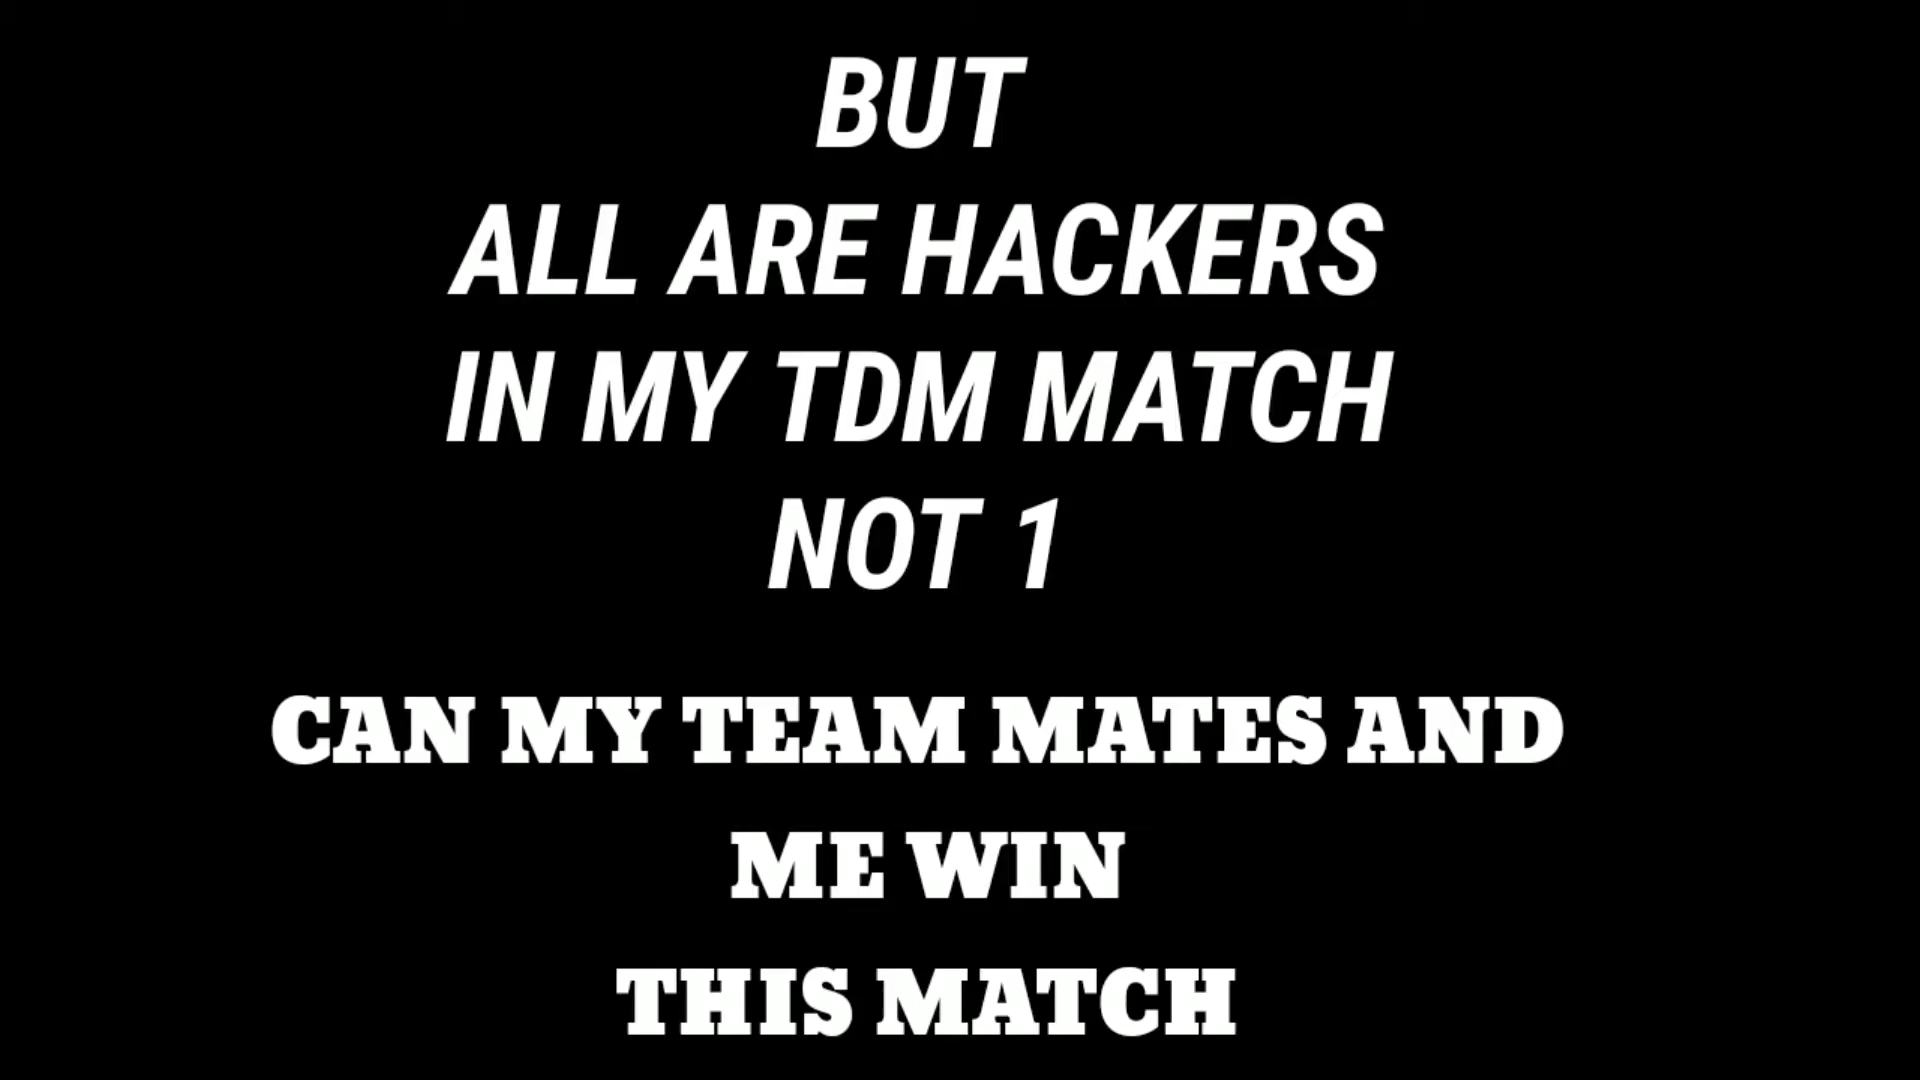 BUT
ALL ARE HACKERS
IN MY TDM MATCH
NOT 1
CAN MY TEAM MATES AND
ME WIN
THIS MATCH